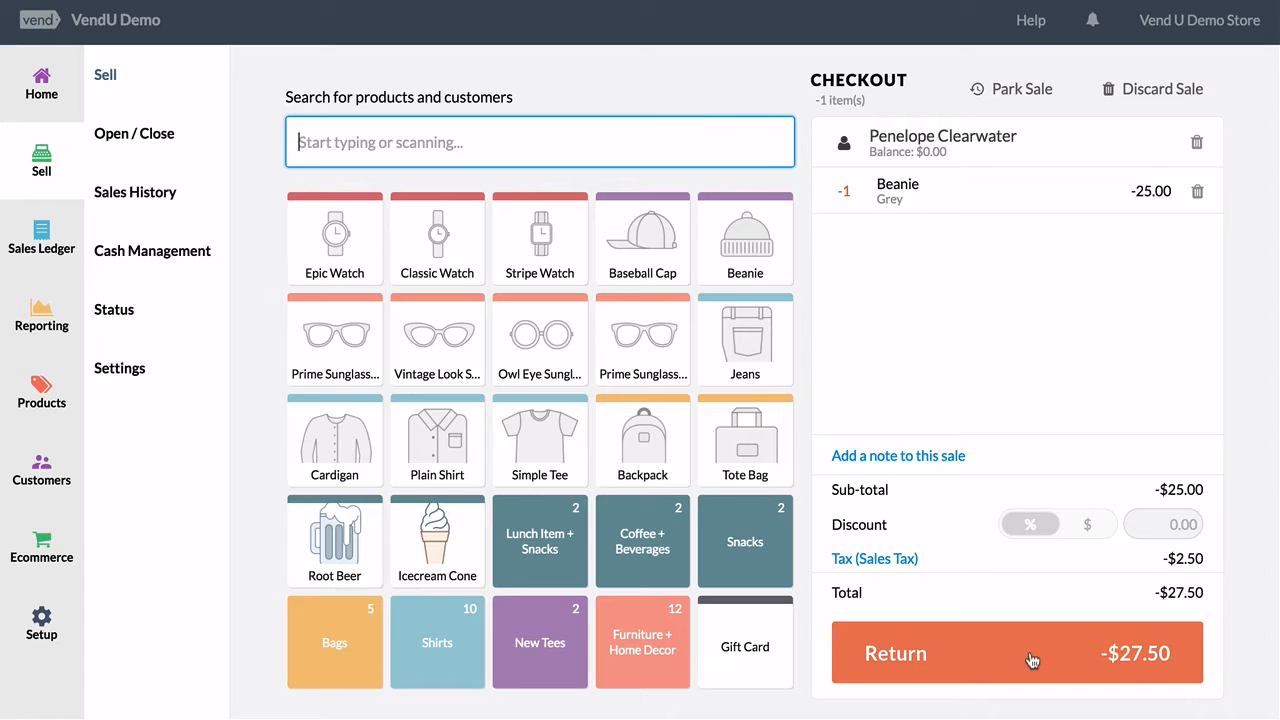 vend VendU Demo
Help
Vend U Demo Store
Home
Sell
Sales Ledger
Reporting
Products
Customers
Ecommerce
Setup
Sell
Open / Close
Sales History
Cash Management
Status
Settings
Search for products and customers
Start typing or scanning...
Epic Watch
Classic Watch
Stripe Watch
Baseball Cap
Beanie
Prime Sunglass...
Vintage Look S...
Owl Eye Sungl...
Prime Sunglass...
Jeans
Cardigan
Plain Shirt
Simple Tee
Backpack
Tote Bag
Root Beer
Icecream Cone
2
Lunch Item +
Snacks
2
Coffee +
Beverages
2
Snacks
5
Bags
10
Shirts
2
New Tees
12
Furniture +
Home Decor
Gift Card
CHECKOUT
-1 item(s)
Park Sale
Discard Sale
Penelope Clearwater
Balance: $0.00
-1 Beanie -25.00
Grey
Add a note to this sale
Sub-total -$25.00
Discount % $ 0.00
Tax (Sales Tax) -$2.50
Total -$27.50
Return -$27.50